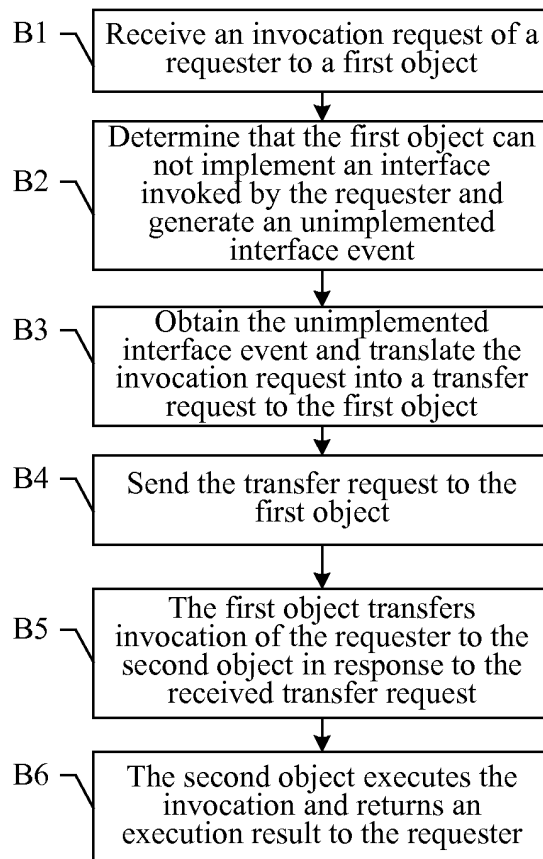 B1
Receive an invocation request of a
requester to a first object
B2
Determine that the first object can
not implement an interface
invoked by the requester and
generate an unimplemented
interface event
B3
Obtain the unimplemented
interface event and translate the
invocation request into a transfer
request to the first object
B4
Send the transfer request to the
first object
B5
The first object transfers
invocation of the requester to the
second object in response to the
received transfer request
B6
The second object executes the
invocation and returns an
execution result to the requester